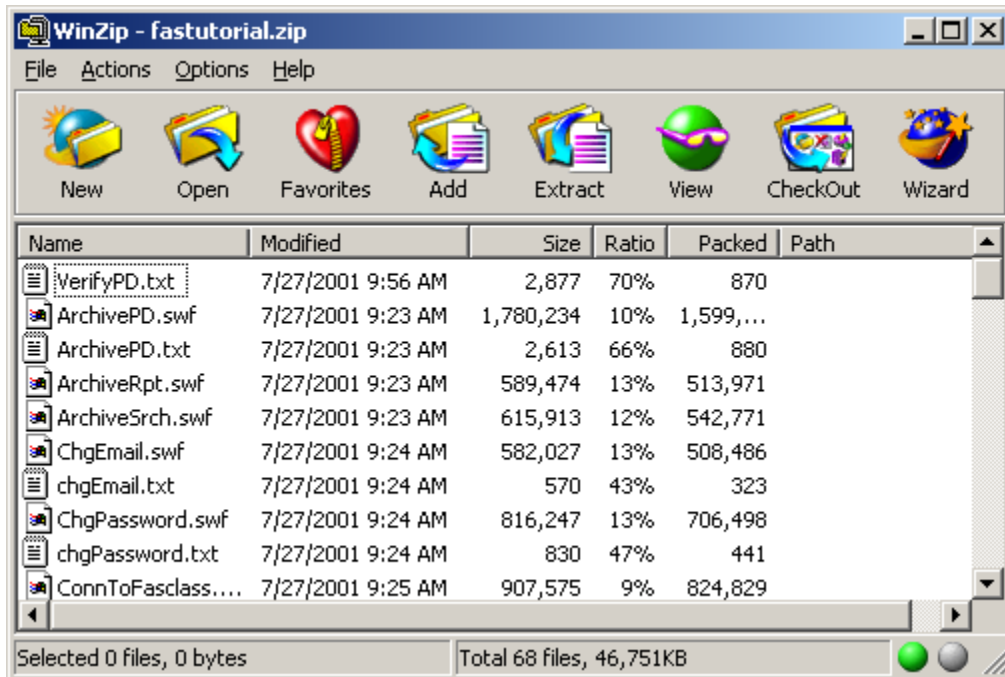 WinZip - fastutorial.zip
File Actions Options Help
New Open Favorites Add Extract View CheckOut Wizard
Name Modified Size Ratio Packed Path
VerifyPD.txt 7/27/2001 9:56 AM 2,877 70% 870
ArchivePD.swf 7/27/2001 9:23 AM 1,780,234 10% 1,599,...
ArchivePD.txt 7/27/2001 9:23 AM 2,613 66% 880
ArchiveRpt.swf 7/27/2001 9:23 AM 589,474 13% 513,971
ArchiveSrch.swf 7/27/2001 9:23 AM 615,913 12% 542,771
ChgEmail.swf 7/27/2001 9:24 AM 582,027 13% 508,486
chgEmail.txt 7/27/2001 9:24 AM 570 43% 323
ChgPassword.swf 7/27/2001 9:24 AM 816,247 13% 706,498
chgPassword.txt 7/27/2001 9:24 AM 830 47% 441
ConnToFasclass.... 7/27/2001 9:25 AM 907,575 9% 824,829
Selected 0 files, 0 bytes Total 68 files, 46,751KB